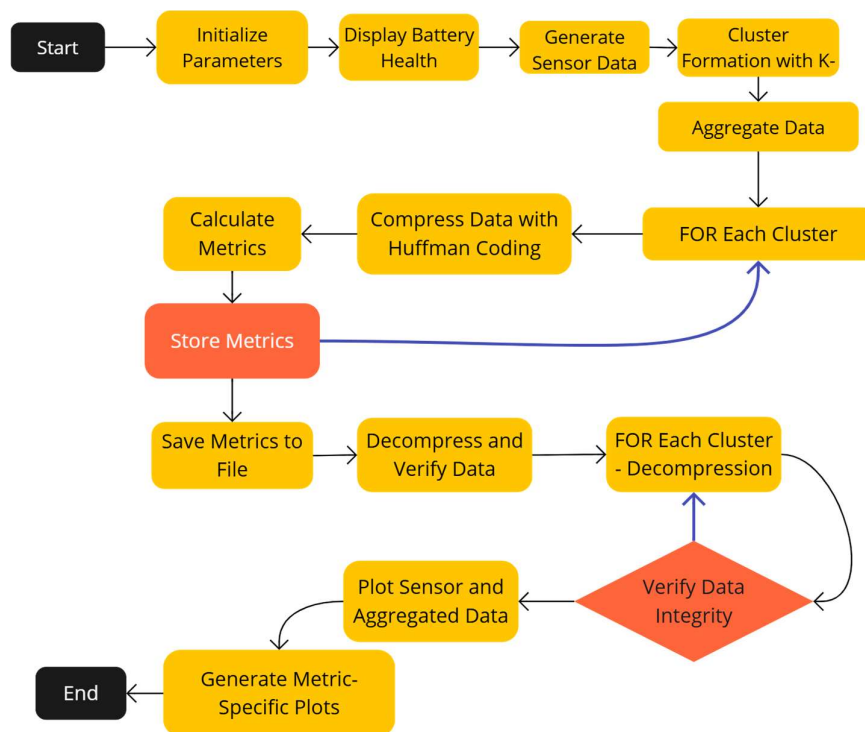 Start
Initialize
Parameters
Display Battery
Health
Generate
Sensor Data
Cluster
Formation with K-
Aggregate Data
FOR Each Cluster
Compress Data with
Huffman Coding
Calculate
Metrics
Store Metrics
Save Metrics to
File
Decompress and
Verify Data
FOR Each Cluster
- Decompression
Verify Data
Integrity
Plot Sensor and
Aggregated Data
Generate Metric-
Specific Plots
End